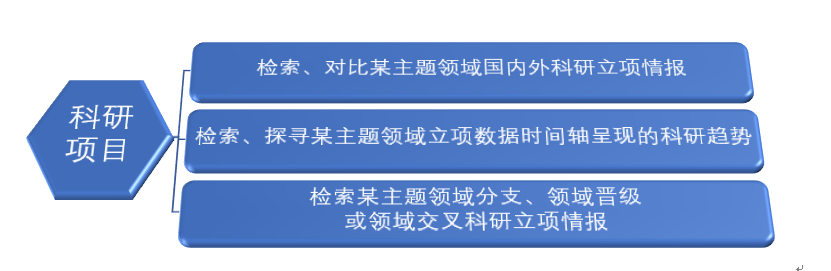 科研
项目
检索、对比某主题领域国内外科研立项情报
检索、探寻某主题领域立项数据时间轴呈现的科研趋势
检索某主题领域分支、领域晋级
或领域交叉科研立项情报